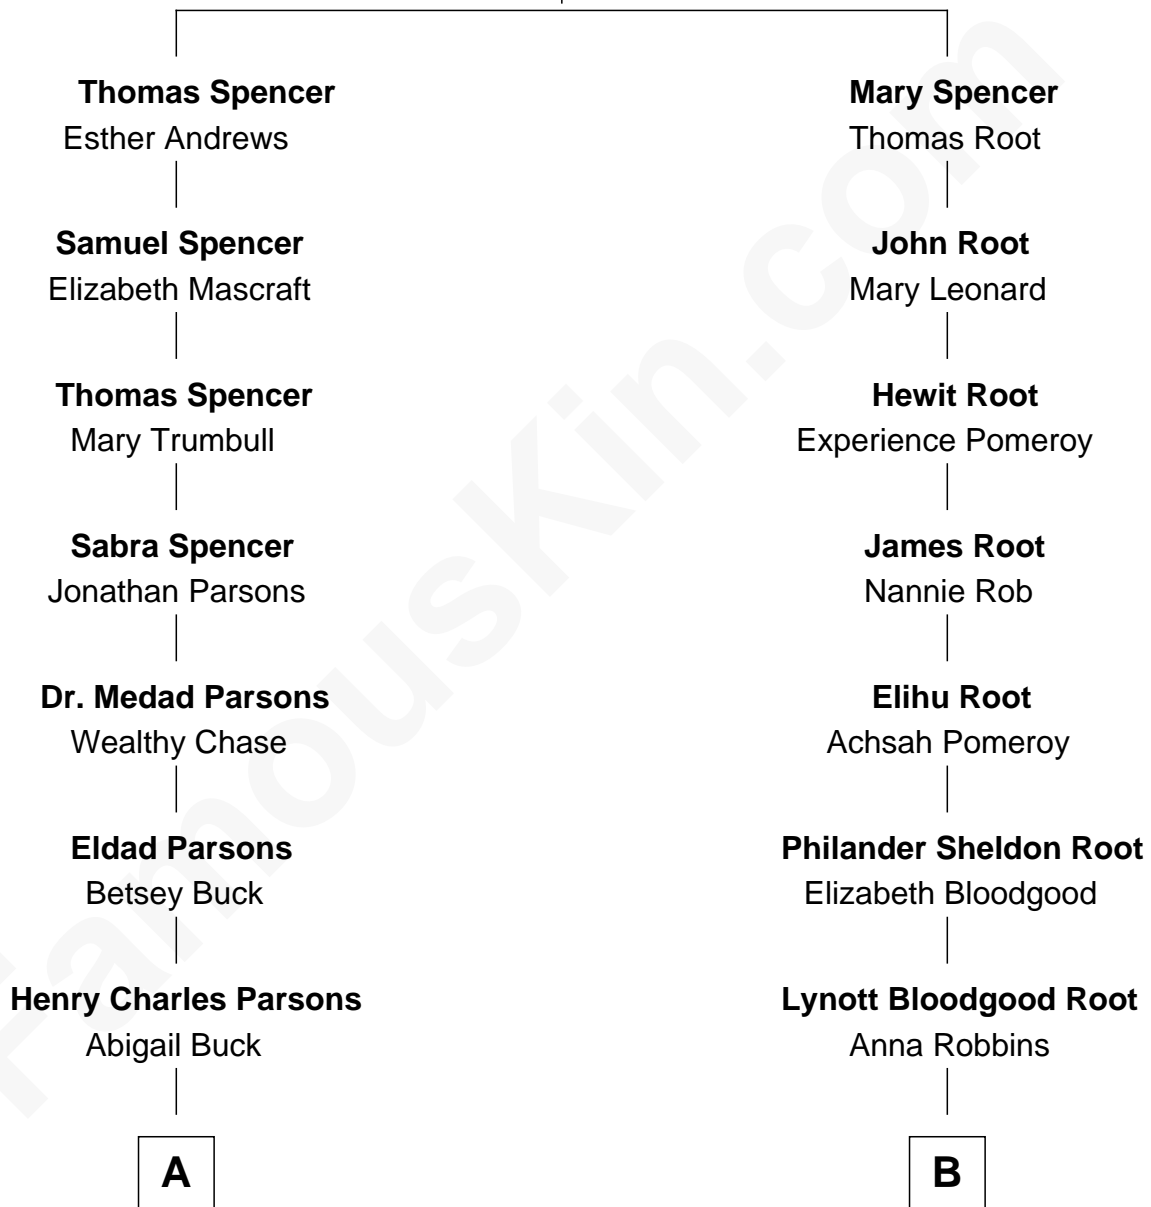 Thomas Spencer
Esther Andrews
Samuel Spencer
Elizabeth Mascraft
Thomas Spencer
Mary Trumbull
Sabra Spencer
Jonathan Parsons
Dr. Medad Parsons
Wealthy Chase
Eldad Parsons
Betsey Buck
Henry Charles Parsons
Abigail Buck
A
Mary Spencer
Thomas Root
John Root
Mary Leonard
Hewit Root
Experience Pomeroy
James Root
Nannie Rob
Elihu Root
Achsah Pomeroy
Philander Sheldon Root
Elizabeth Bloodgood
Lynott Bloodgood Root
Anna Robbins
B
FamousKin.com